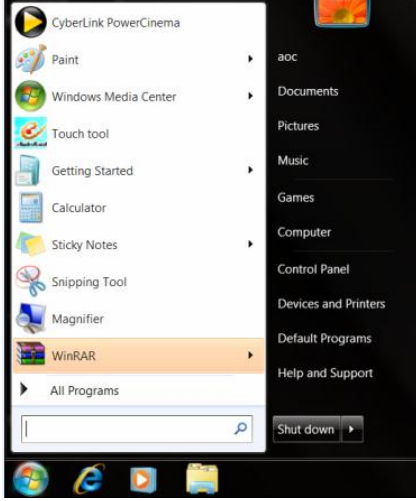 CyberLink PowerCinema
Paint
Windows Media Center
Touch tool
Getting Started
Calculator
Sticky Notes
Snipping Tool
Magnifier
WinRAR
All Programs
aoc
Documents
Pictures
Music
Games
Computer
Control Panel
Devices and Printers
Default Programs
Help and Support
Shut down